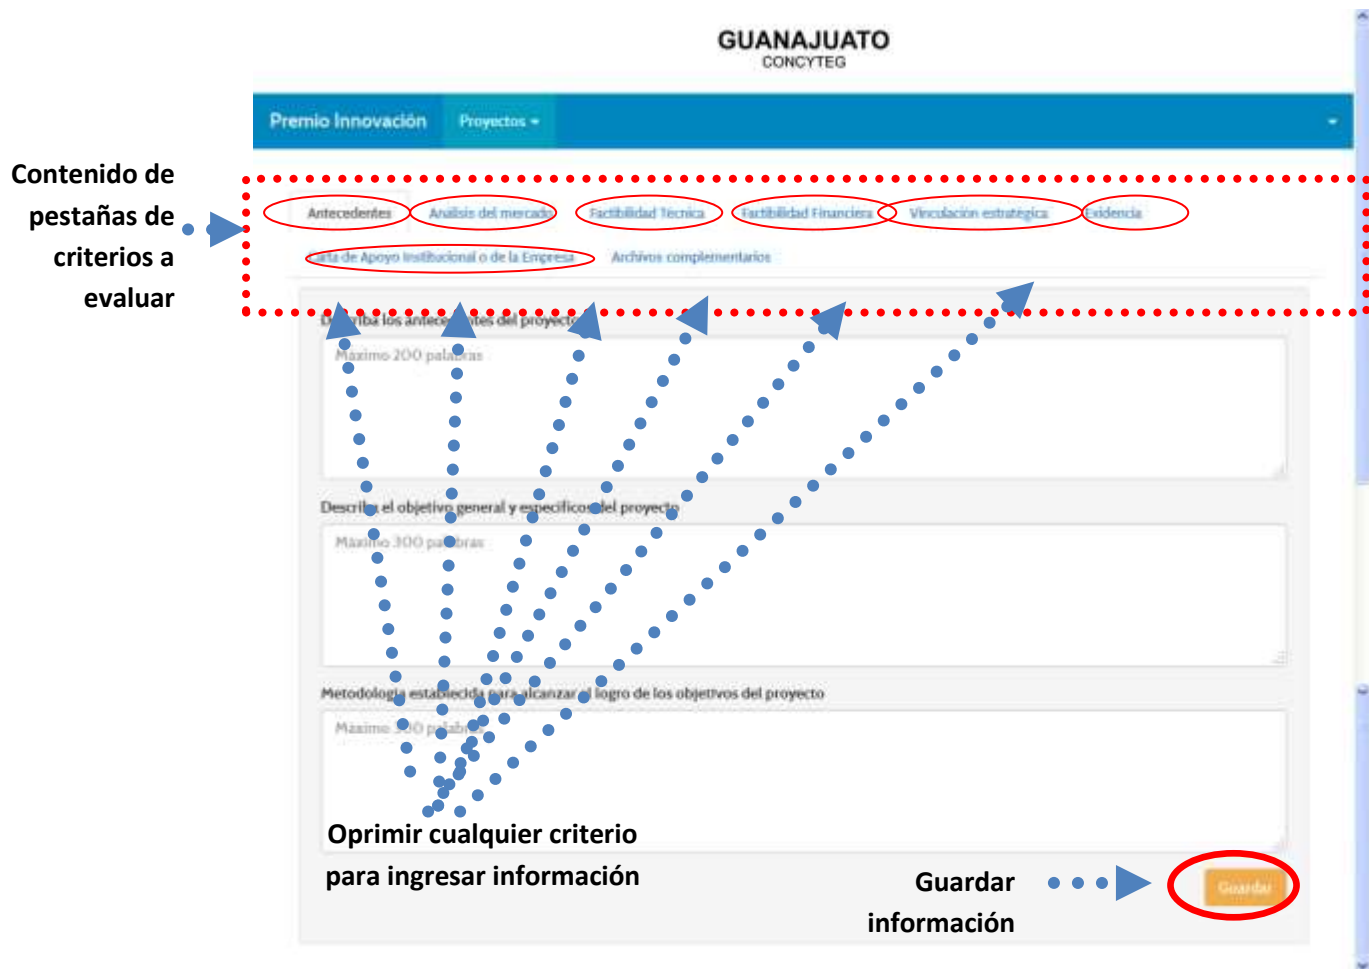 GUANAJUATO
CONCYTEG
Premio Innovación Proyectos
Contenido de
pestañas de
criterios a
evaluar
Antecedentes Análisis del mercado Factibilidad Técnica Factibilidad Financiera Vinculación estratégica Evidencia
Carta de Apoyo Institucional o de la Empresa Archivos complementarios
Describa los antecedentes del proyecto
Máximo 200 palabras
Describa el objetivo general y específicos del proyecto
Máximo 300 palabras
Metodología establecida para alcanzar el logro de los objetivos del proyecto
Máximo 300 palabras
Oprimir cualquier criterio
para ingresar información
Guardar
información
Guardar